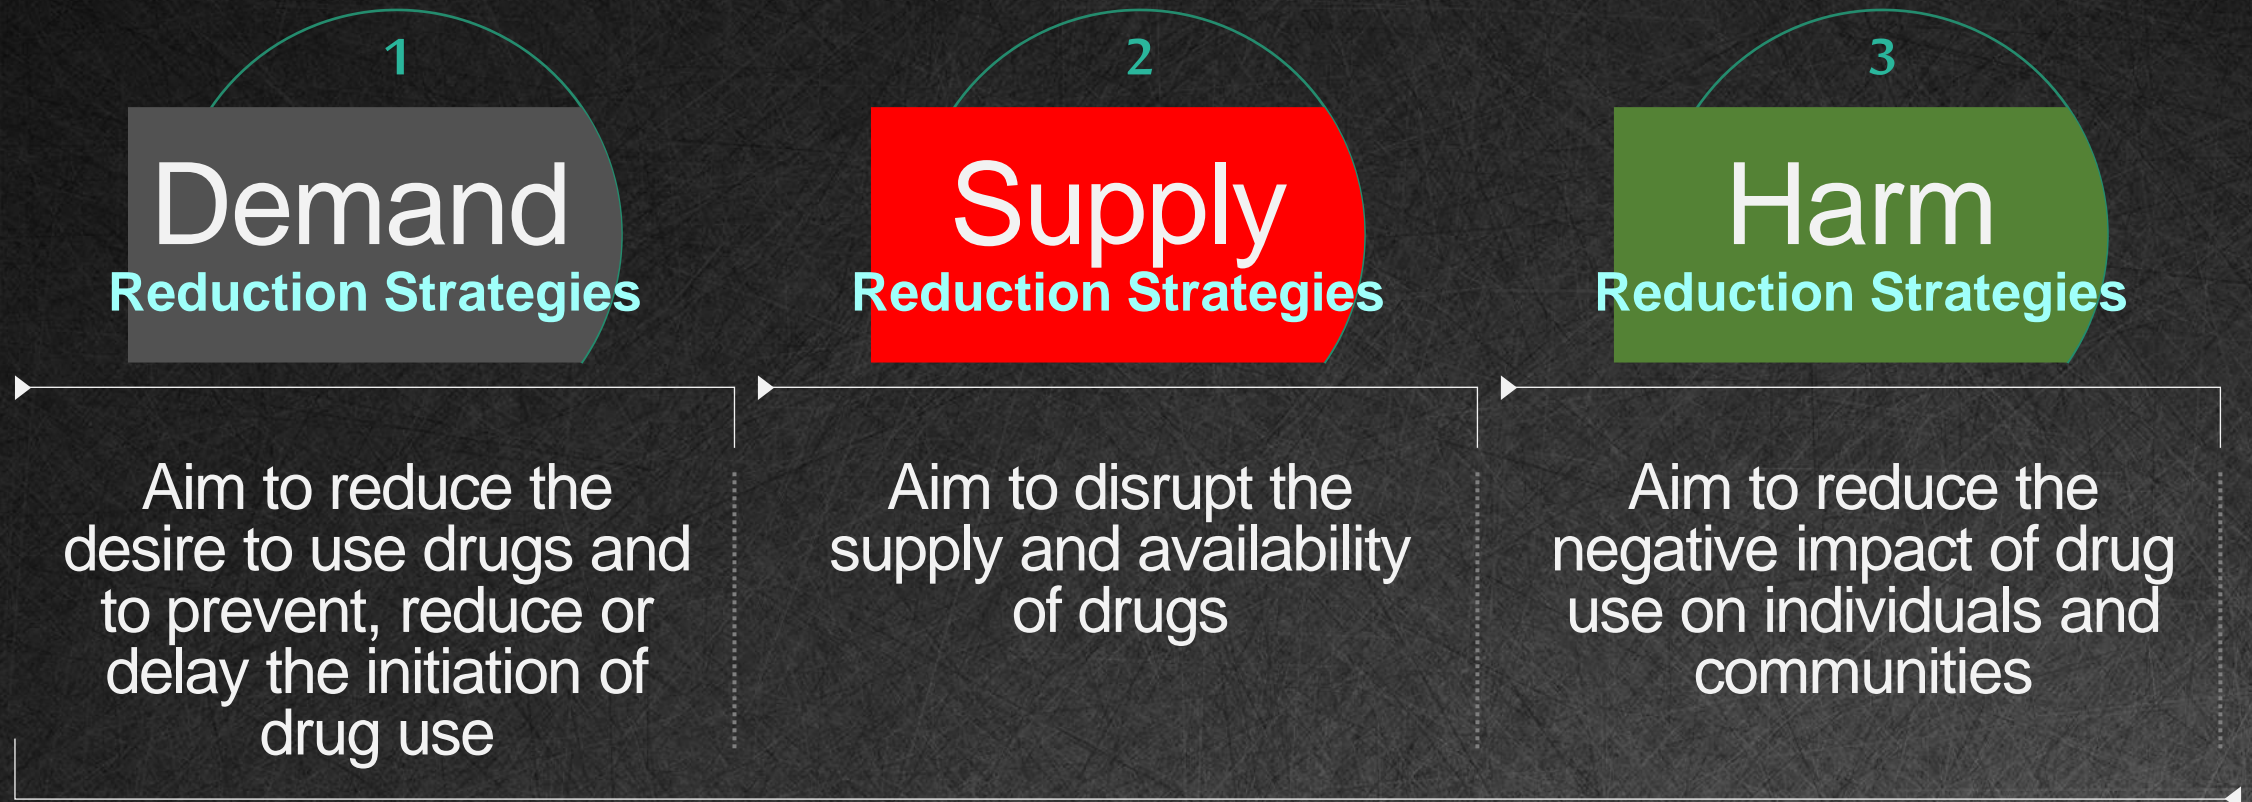 1
Demand
Reduction Strategies
Aim to reduce the
desire to use drugs and
to prevent, reduce or
delay the initiation of
drug use
2
Supply
Reduction Strategies
Aim to disrupt the
supply and availability
of drugs
3
Harm
Reduction Strategies
Aim to reduce the
negative impact of drug
use on individuals and
communities